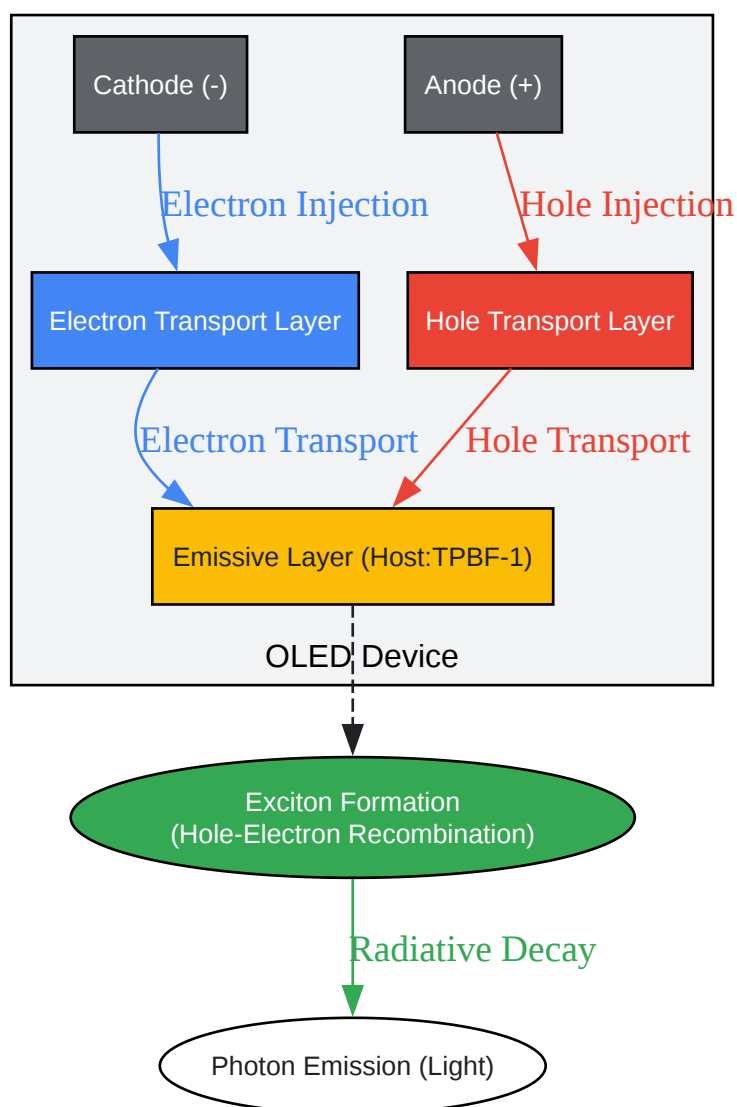 Cathode (-)
Anode (+)
Electron Injection
Hole Injection
Electron Transport Layer
Hole Transport Layer
Electron Transport
Hole Transport
Emissive Layer (Host:TPBF-1)
OLED Device
Exciton Formation
(Hole-Electron Recombination)
Radiative Decay
Photon Emission (Light)